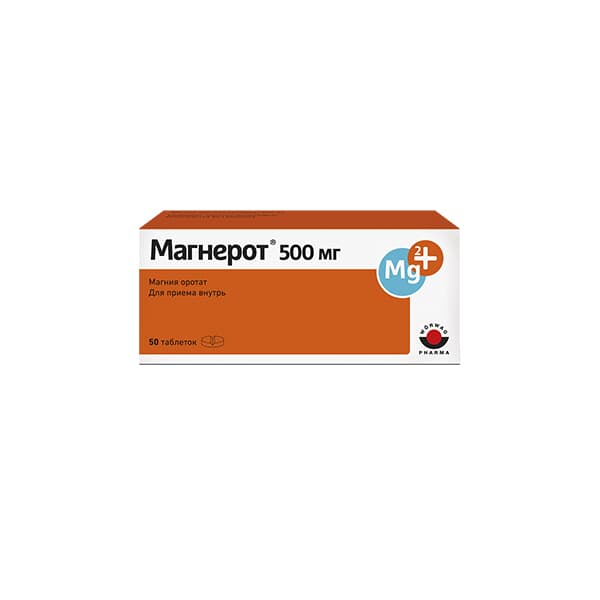 Магнерот® 500 мг
Mg2+
Магния оротат
Для приема внутрь
50 таблеток
WÖRWAG
PHARMA